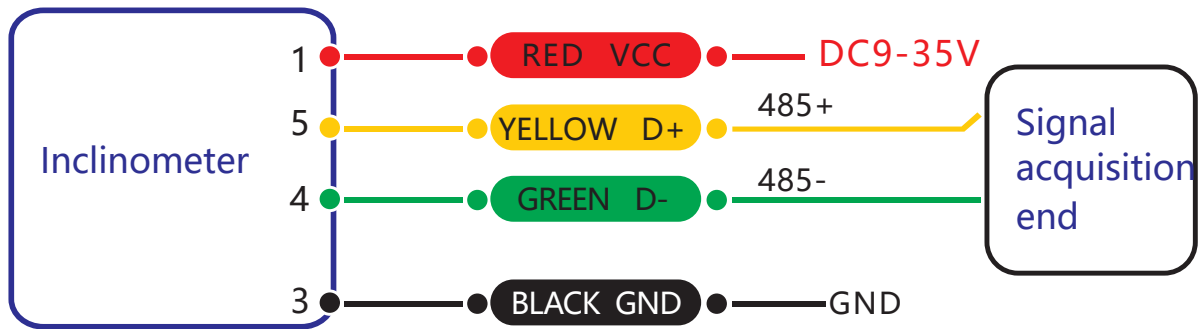 1 RED VCC DC9-35V
5 YELLOW D+ 485+
4 GREEN D- 485-
3 BLACK GND GND
Inclinometer
Signal
acquisition
end